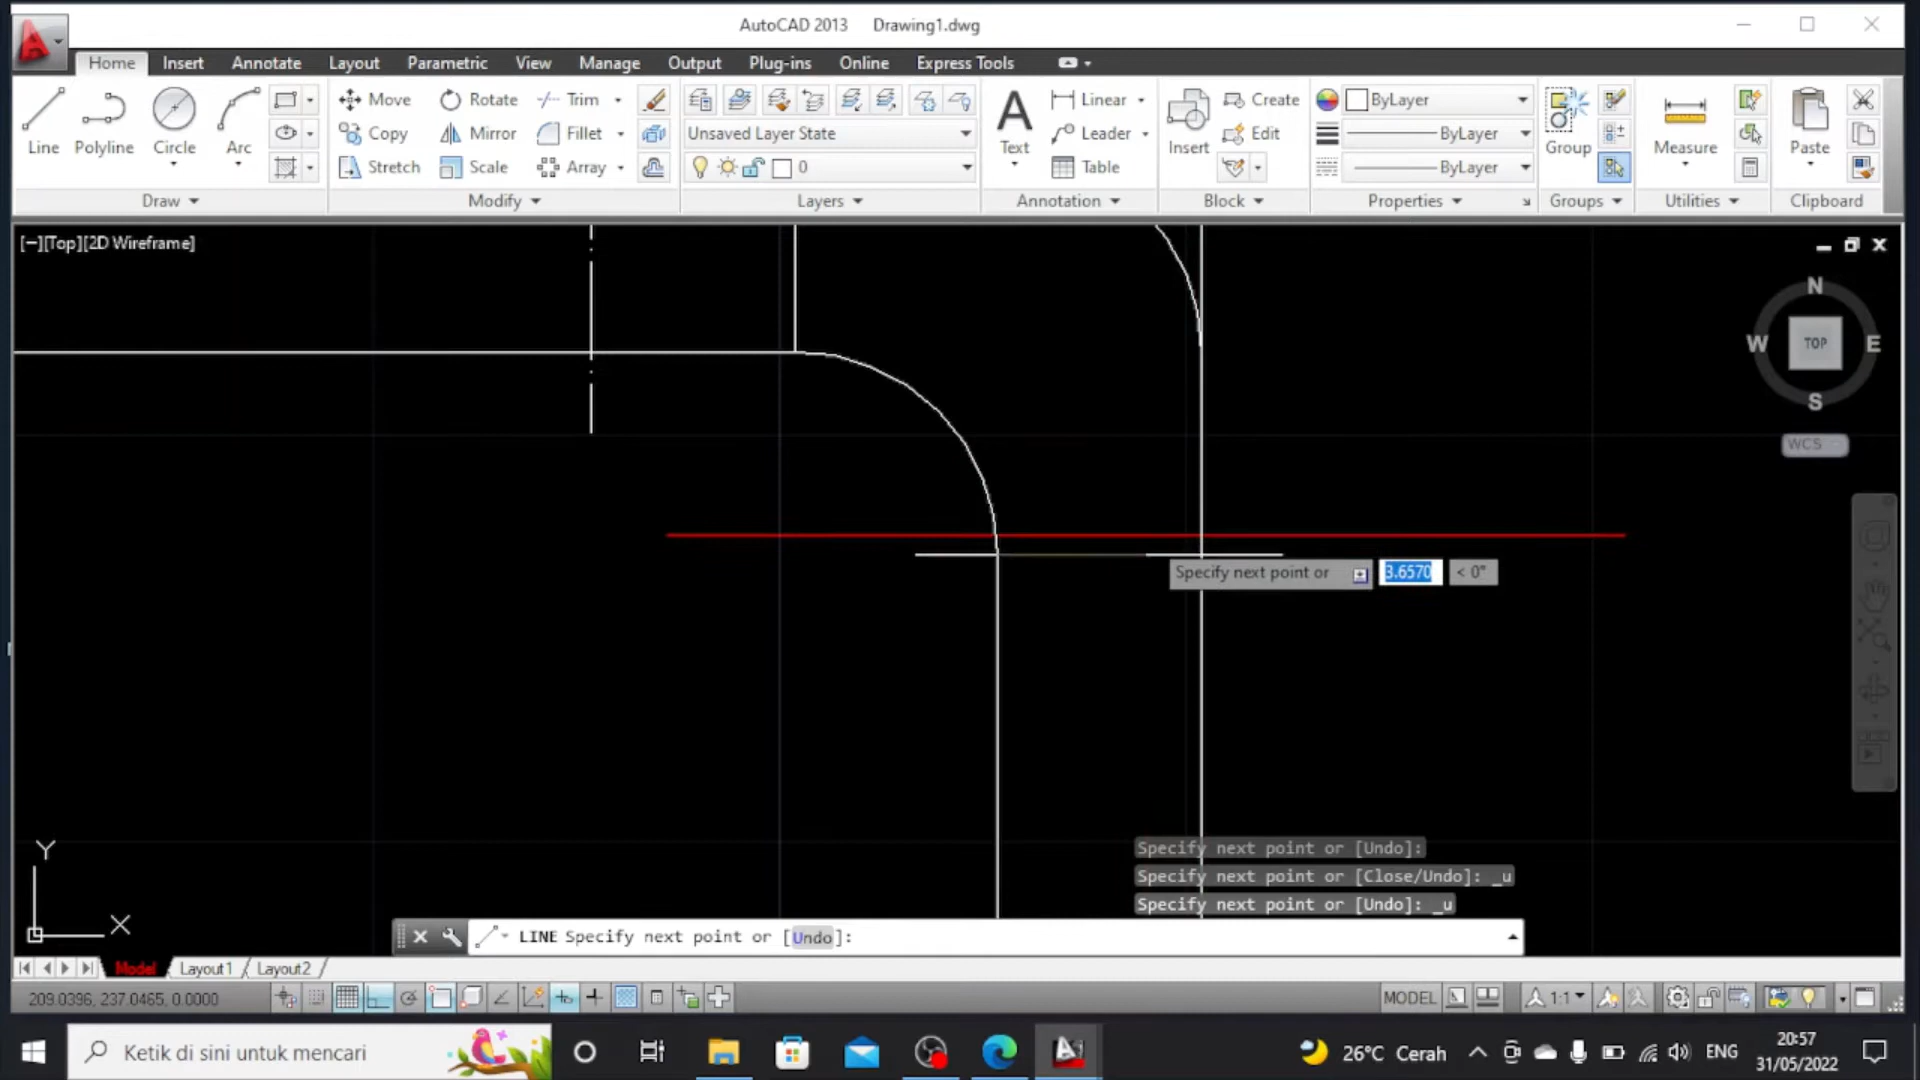 AutoCAD 2013 Drawing1.dwg
Home Insert Annotate Layout Parametric View Manage Output Plug-ins Online Express Tools
Line Polyline Circle Arc
Move Rotate Trim
Copy Mirror Fillet
Stretch Scale Array
Unsaved Layer State
0
Text
Linear
Leader
Table
Insert
Create
Edit
ByLayer
ByLayer
ByLayer
Group
Measure
Paste
Draw Modify Layers Annotation Block Properties Groups Utilities Clipboard
[−][Top][2D Wireframe]
N
W TOP E
S
WCS
Specify next point or 3.6570 < 0°
Y
X
Specify next point or [Undo]:
Specify next point or [Close/Undo]: _u
Specify next point or [Undo]: _u
LINE Specify next point or [Undo]:
Model Layout1 Layout2
209.0396, 237.0465, 0.0000 MODEL 1:1
Ketik di sini untuk mencari
26°C Cerah
ENG
20:57
31/05/2022